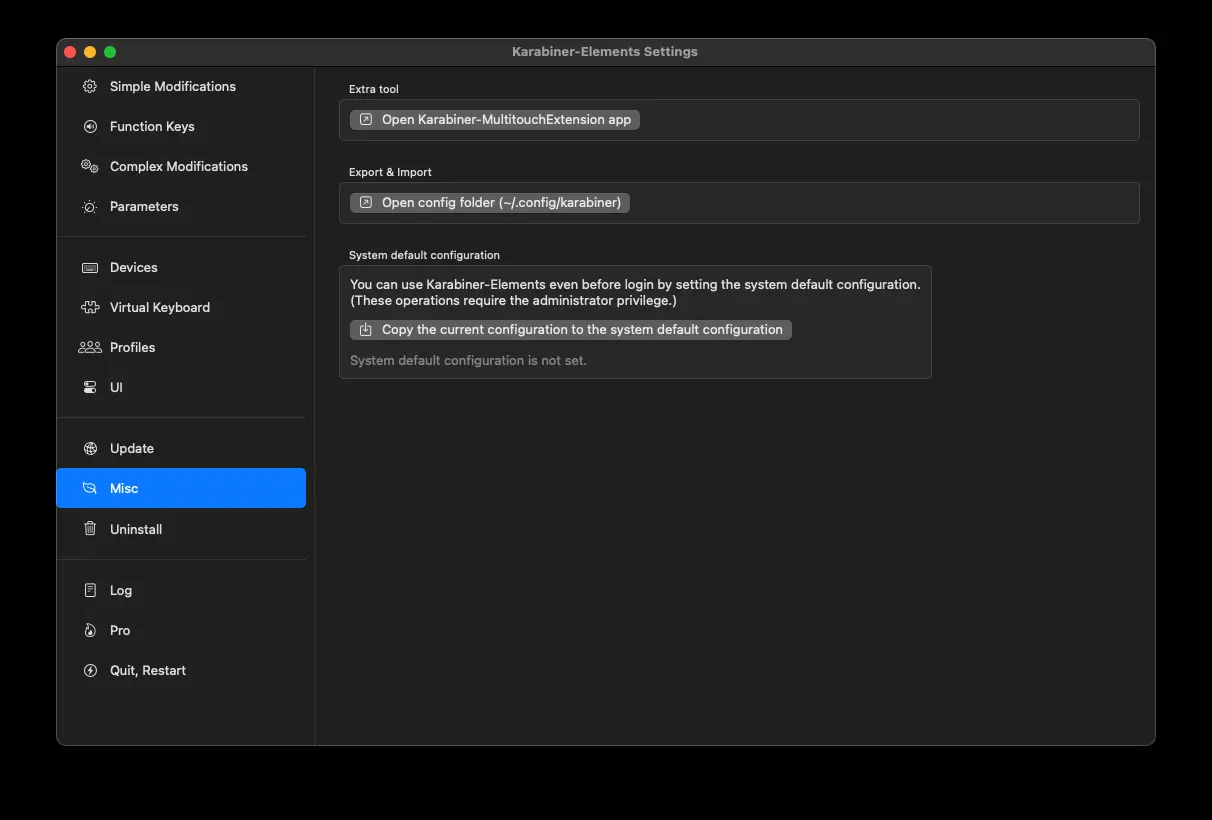 Karabiner-Elements Settings
Simple Modifications
Function Keys
Complex Modifications
Parameters
Devices
Virtual Keyboard
Profiles
UI
Update
Misc
Uninstall
Log
Pro
Quit, Restart
Extra tool
Open Karabiner-MultitouchExtension app
Export & Import
Open config folder (~/.config/karabiner)
System default configuration
You can use Karabiner-Elements even before login by setting the system default configuration.
(These operations require the administrator privilege.)
Copy the current configuration to the system default configuration
System default configuration is not set.